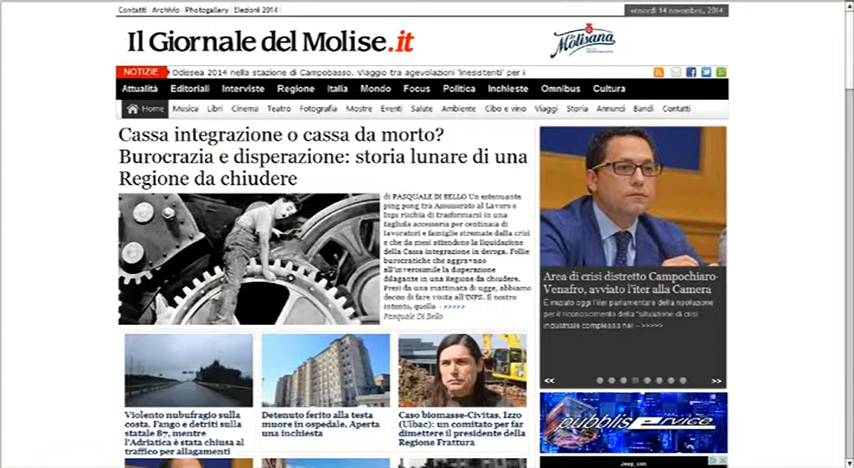 Contatti Archivio Photogallery Elezioni 2014
venerdì 14 novembre, 2014
Il Giornale del Molise.it
La Molisana
NOTIZIE Odissea 2014 nella stazione di Campobasso. Viaggio tra agevolazioni "inesistenti" per i
Attualità Editoriali Interviste Regione Italia Mondo Focus Politica Inchieste Omnibus Cultura
Home Musica Libri Cinema Teatro Fotografia Mostre Eventi Salute Ambiente Cibo e vino Viaggi Storia Annunci Bandi Contatti
Cassa integrazione o cassa da morto?
Burocrazia e disperazione: storia lunare di una
Regione da chiudere
di PASQUALE DI BELLO Un estenuante
ping pong tra Assessorato al Lavoro e
Inps rischia di trasformarsi in una
tagliola accessoria per centinaia di
lavoratori e famiglie stremate dalla crisi
e che da mesi attendono la liquidazione
della Cassa integrazione in deroga. Follie
burocratiche che aggravano
all'inverosimile la disperazione
dilagante in una Regione da chiudere.
Presi da una mattinata di ugge, abbiamo
deciso di fare visita all'INPS. Il nostro
intento, quella - >>>>>
Pasquale Di Bello
Area di crisi distretto Campochiaro-
Venafro, avviato l'iter alla Camera
È iniziato oggi l'iter parlamentare della risoluzione
per il riconoscimento della "situazione di crisi
industriale complessa nel - >>>>>
<< >>
Violento nubufragio sulla
costa. Fango e detriti sulla
statale 87, mentre
l'Adriatica è stata chiusa al
traffico per allagamenti
Detenuto ferito alla testa
muore in ospedale. Aperta
una inchiesta
Caso biomasse-Civitas, Izzo
(Ulbac): un comitato per far
dimettere il presidente della
Regione Frattura
pubbliservice
Jeep, con